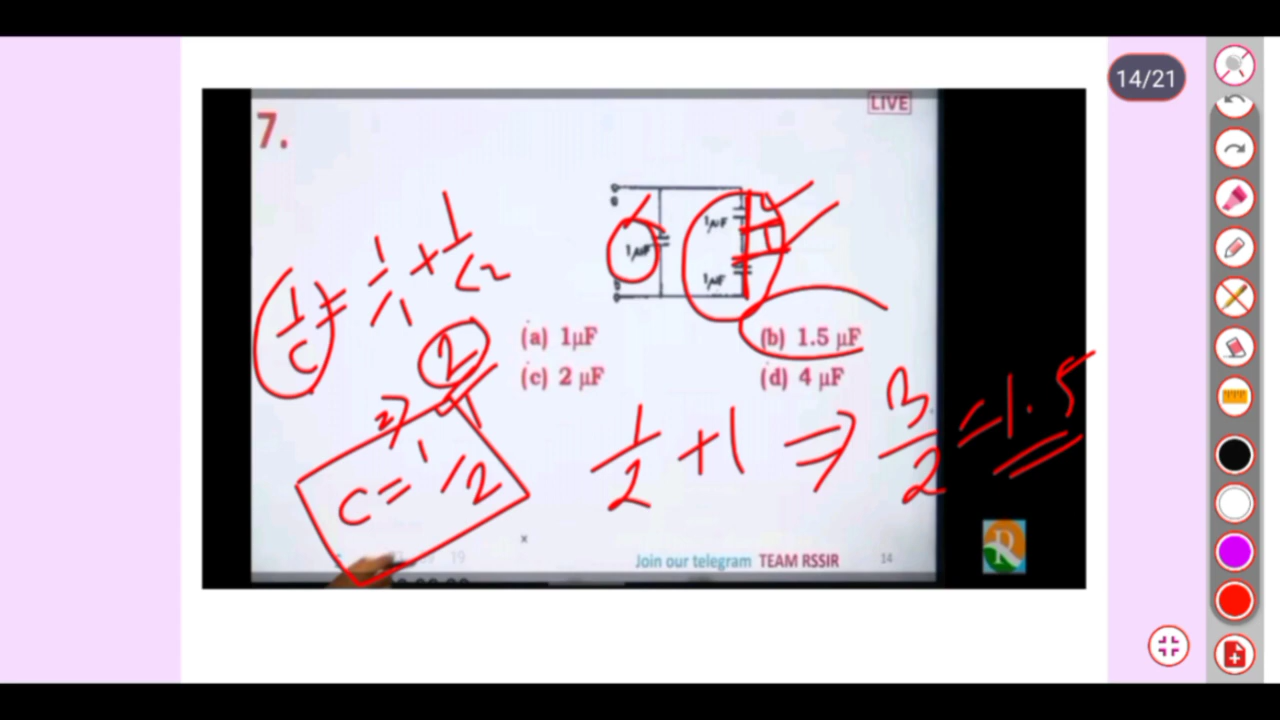 14/21
LIVE
7.
1μF
1μF
1μF
1/C = 1/1 + 1/C2
2
C = 1/2
(a) 1μF
(b) 1.5 μF
(c) 2 μF
(d) 4 μF
1/2 + 1 ⇒ 3/2 = 1.5
19
Join our telegram TEAM RSSIR
14